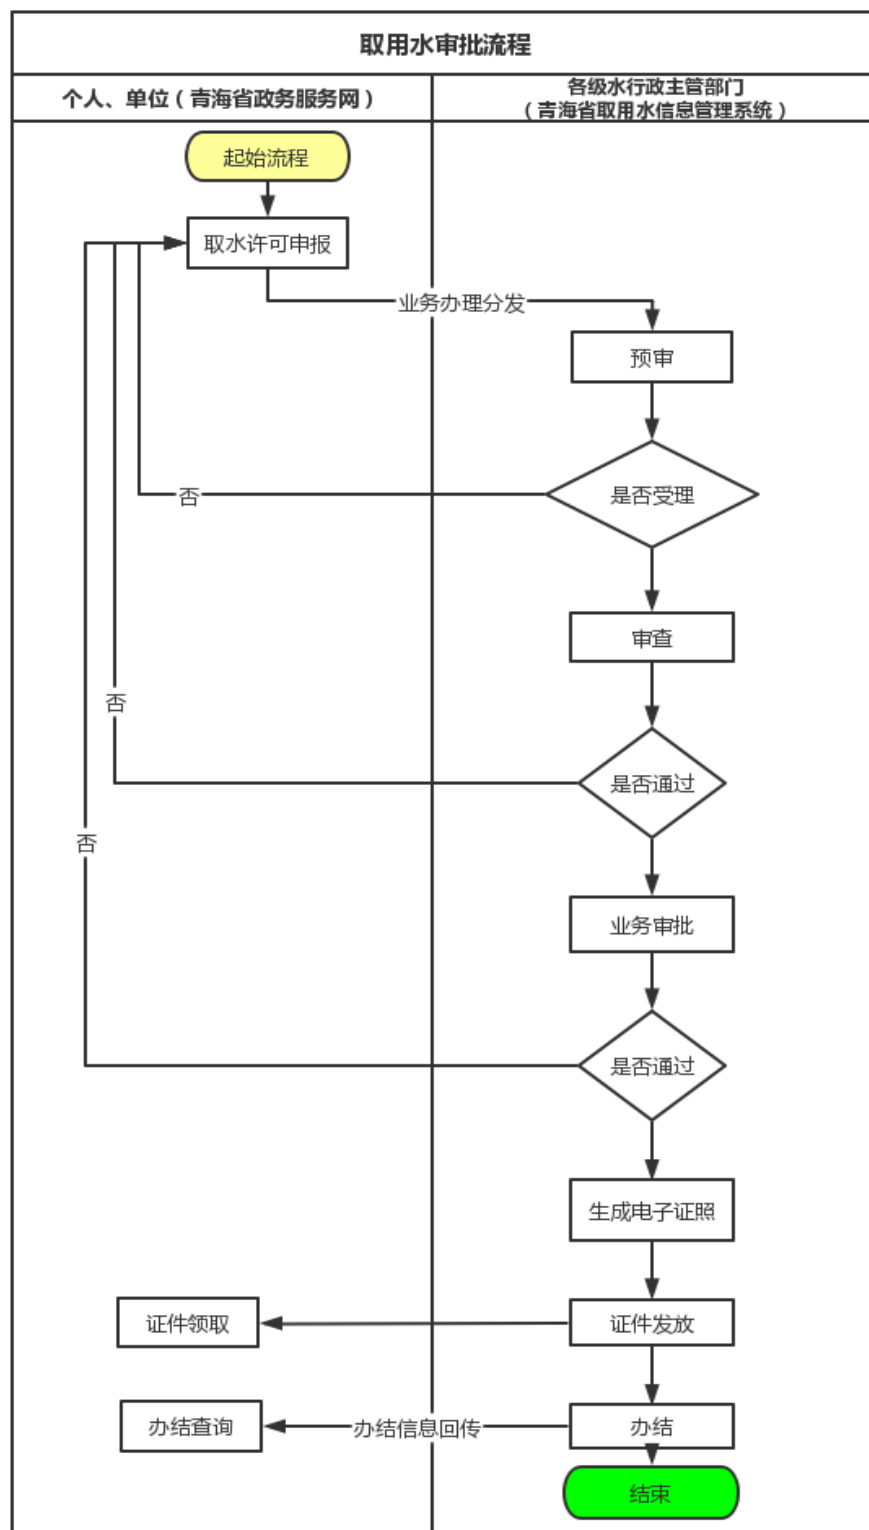 取用水审批流程
个人、单位（青海省政务服务网）
各级水行政主管部门
（青海省取用水信息管理系统）
起始流程
取水许可申报
业务办理分发
预审
是否受理
否
审查
否
是否通过
否
业务审批
是否通过
生成电子证照
证件领取
证件发放
办结查询
办结信息回传
办结
结束